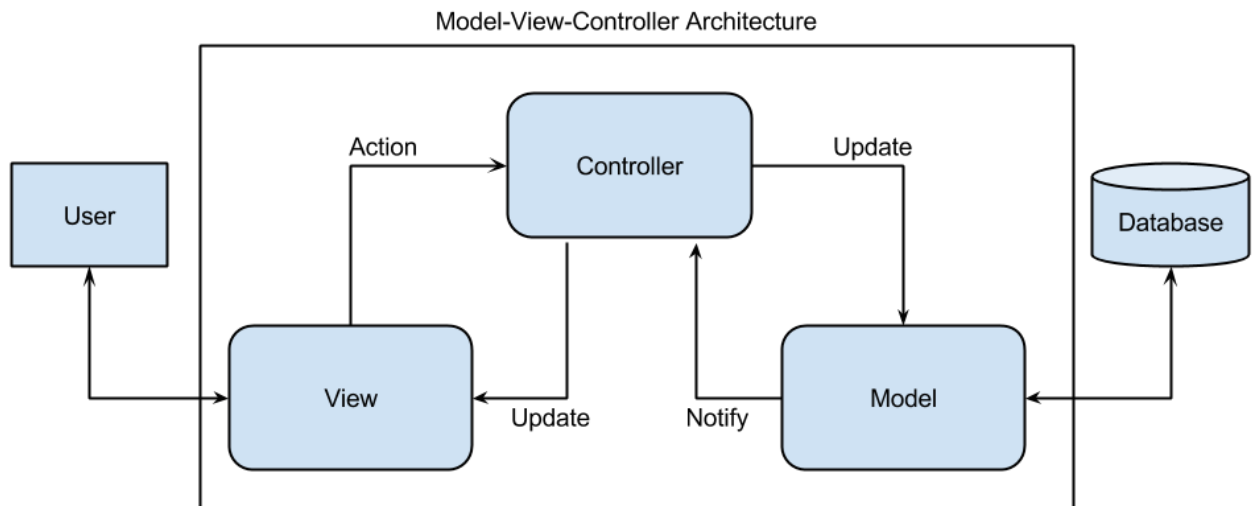 Model-View-Controller Architecture
Action
Controller
Update
User
Database
View
Update
Notify
Model